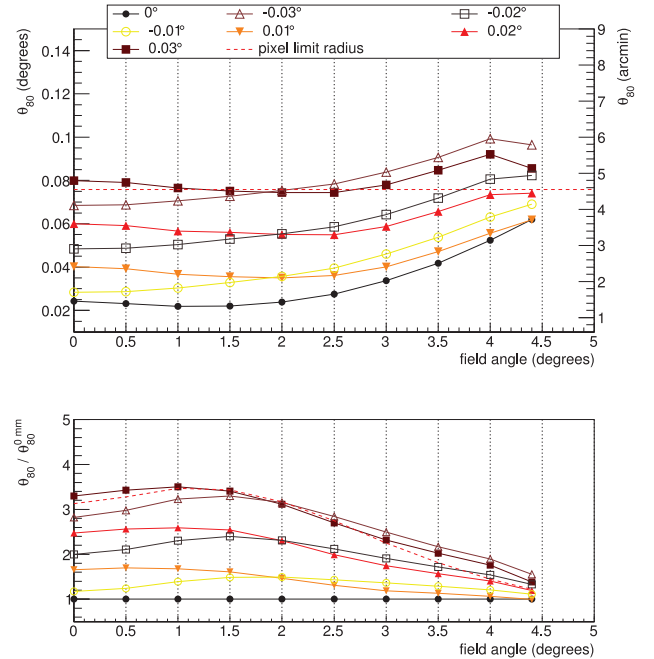 0° -0.03° -0.02°
-0.01° 0.01° 0.02°
0.03° pixel limit radius
θ80 (degrees)
0.14
0.12
0.1
0.08
0.06
0.04
0.02
θ80 (arcmin)
9
8
7
6
5
4
3
2
1
0 0.5 1 1.5 2 2.5 3 3.5 4 4.5 5
field angle (degrees)
θ80 / θ80 0 mm
5
4
3
2
1
0 0.5 1 1.5 2 2.5 3 3.5 4 4.5 5
field angle (degrees)